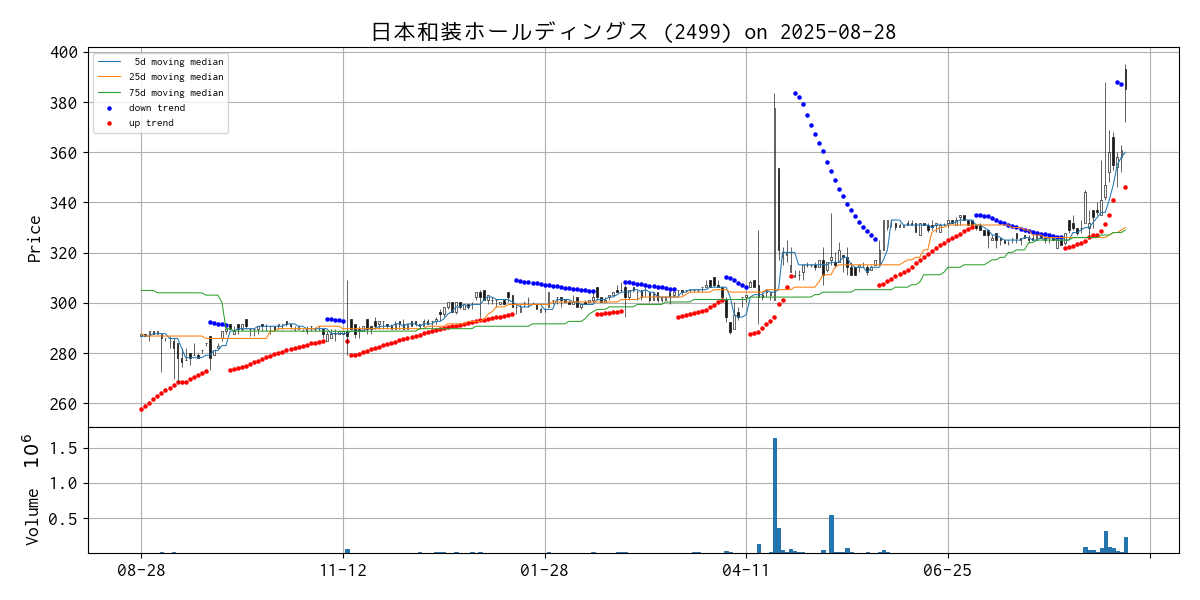 日本和装ホールディングス (2499) on 2025-08-28
400
380
360
340
320
300
280
260
Price
5d moving median
25d moving median
75d moving median
down trend
up trend
1.5
1.0
0.5
Volume 10^6
08-28
11-12
01-28
04-11
06-25